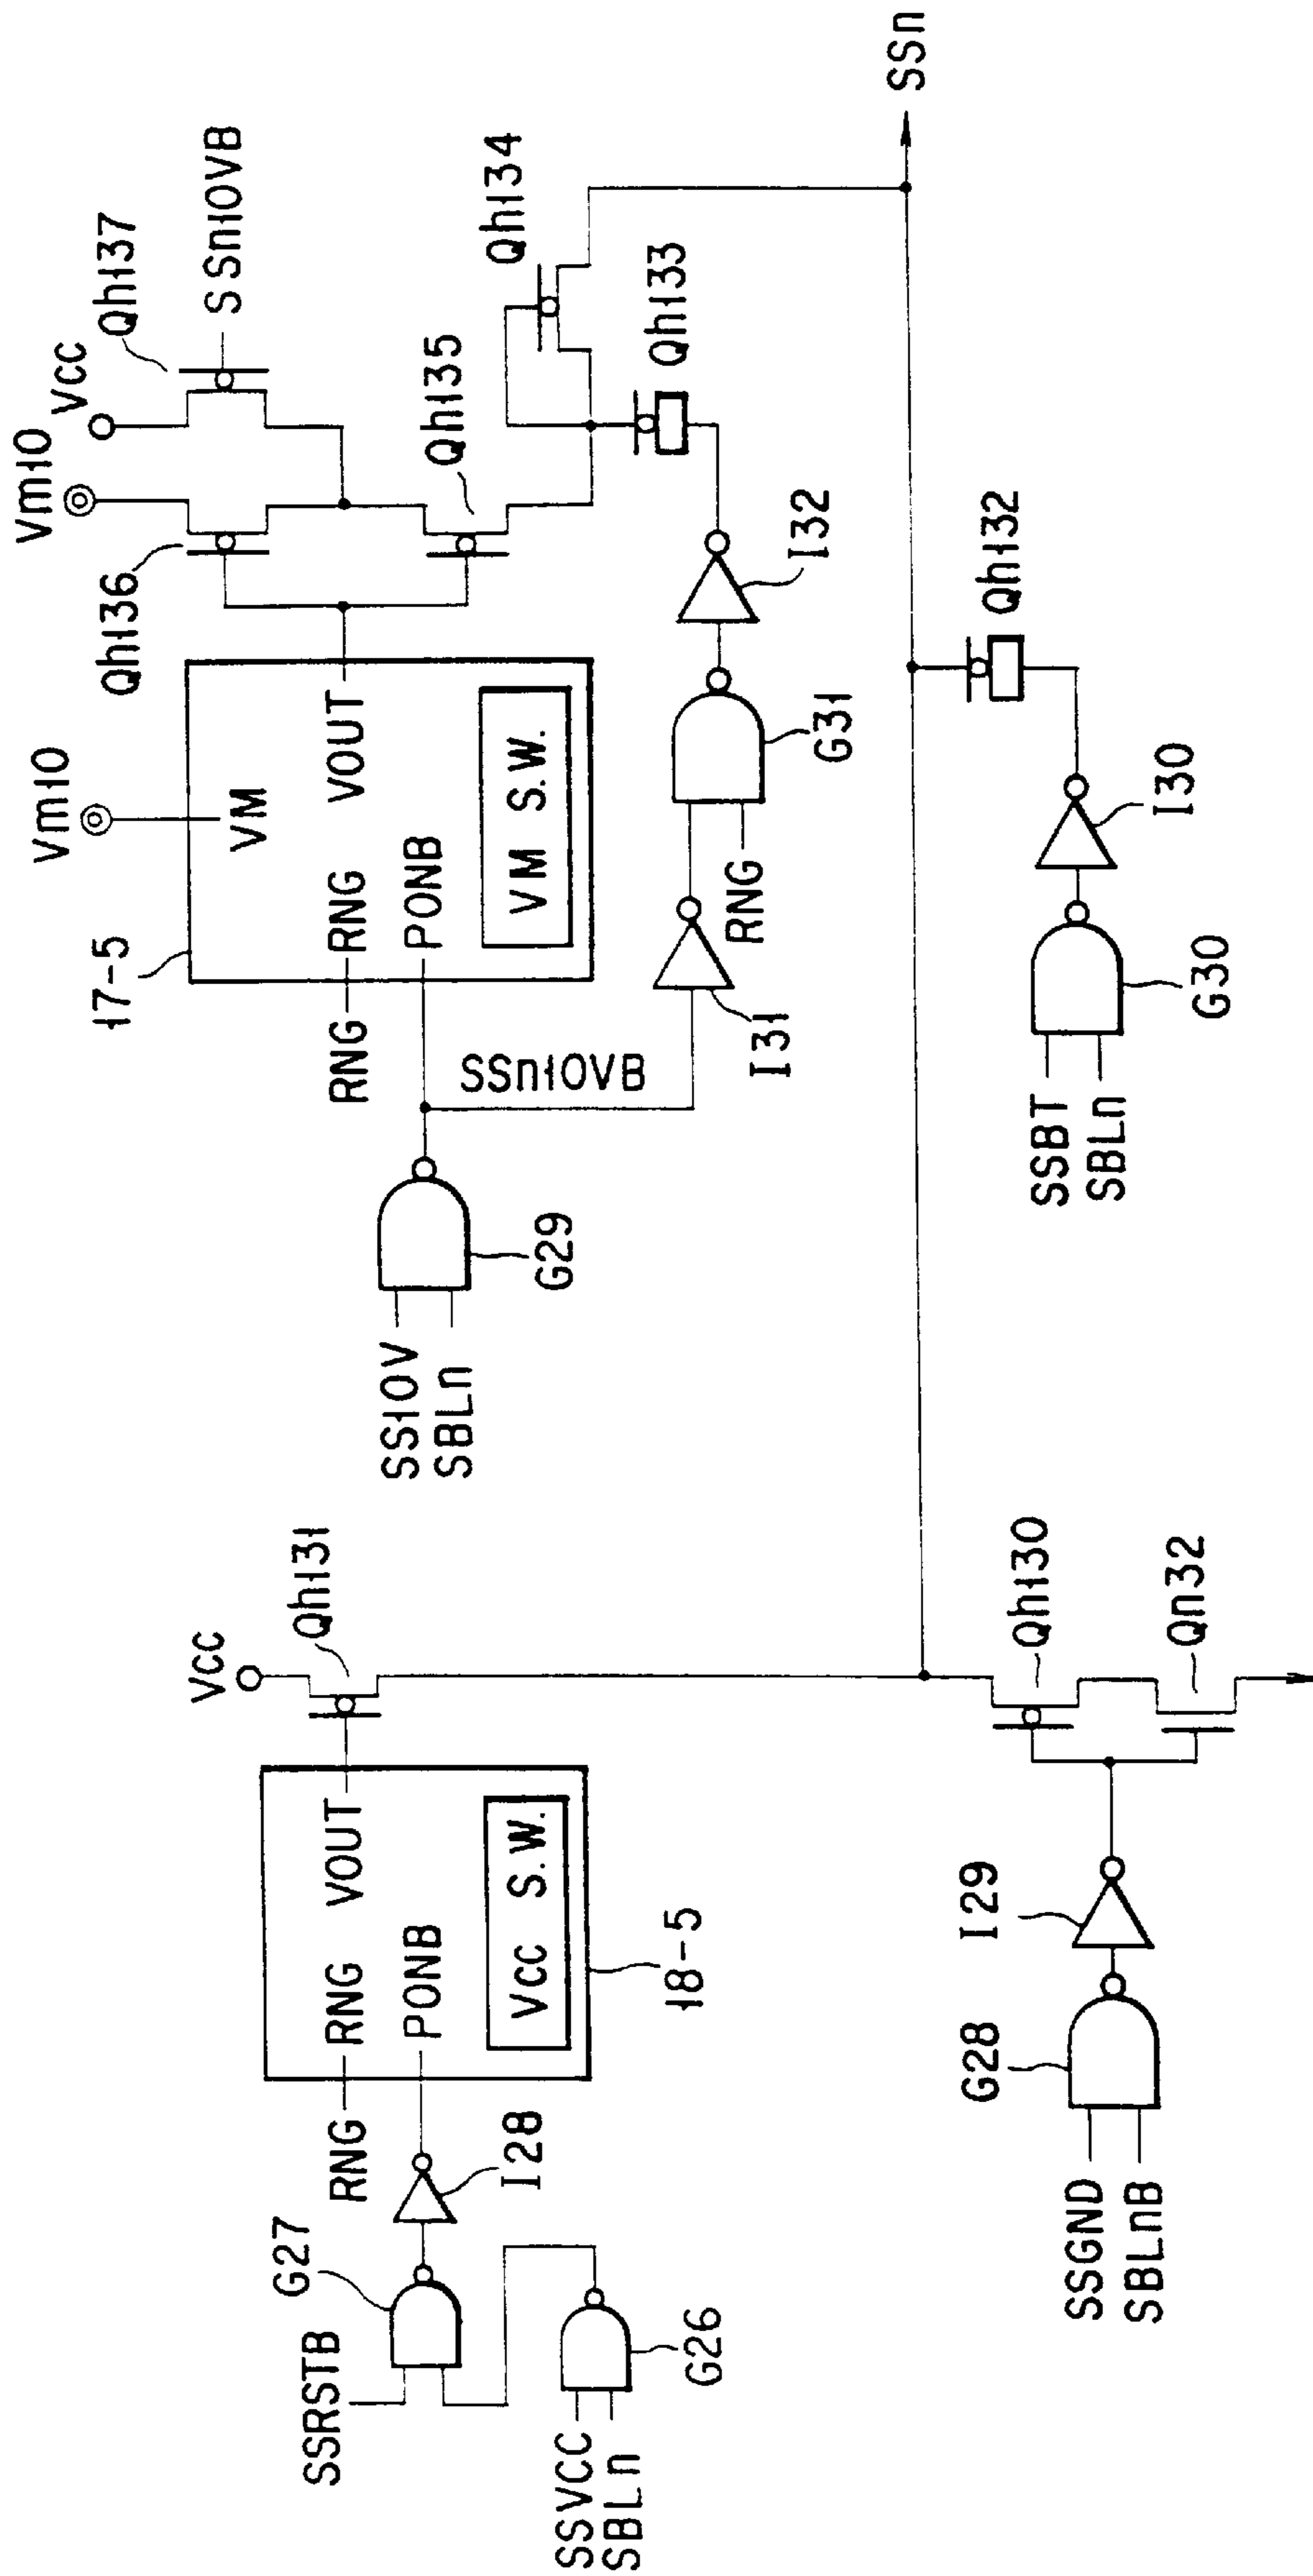 Vcc
Qh131
RNG
RNG
VOUT
PONB
Vcc S.W.
18-5
I28
G27
SSRSTB
G26
SSVCC
SBLn
Vm10
17-5
VM
RNG
RNG
VOUT
PONB
VM S.W.
Vm10
Vcc
Qh136
Qh137
SSn10VB
Qh135
Qh134
Qh133
SSn10VB
G29
SS10V
SBLn
I31
RNG
G31
I32
SSn
Qh132
I30
G30
SSBT
SBLn
Qh130
Qn32
I29
G28
SSGND
SBLnB